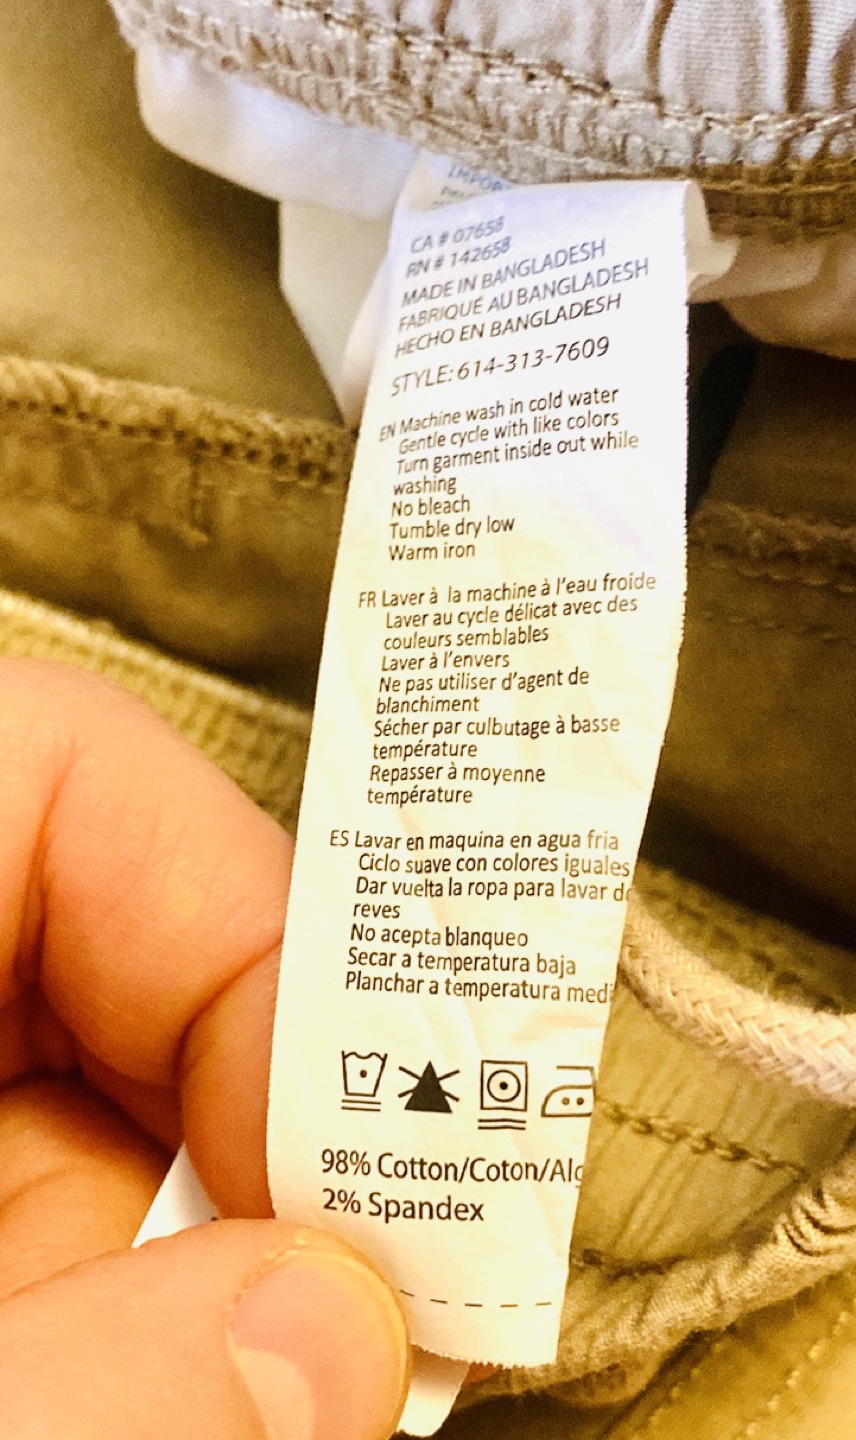 CA # 07658
RN # 142658
MADE IN BANGLADESH
FABRIQUÉ AU BANGLADESH
HECHO EN BANGLADESH
STYLE: 614-313-7609
EN Machine wash in cold water
Gentle cycle with like colors
Turn garment inside out while
washing
No bleach
Tumble dry low
Warm iron
FR Laver à la machine à l'eau froide
Laver au cycle délicat avec des
couleurs semblables
Laver à l'envers
Ne pas utiliser d'agent de
blanchiment
Sécher par culbutage à basse
température
Repasser à moyenne
température
ES Lavar en maquina en agua fria
Ciclo suave con colores iguales
Dar vuelta la ropa para lavar
reves
No acepta blanqueo
Secar a temperatura baja
Planchar a temperatura
98% Cotton/Coton/
2% Spandex